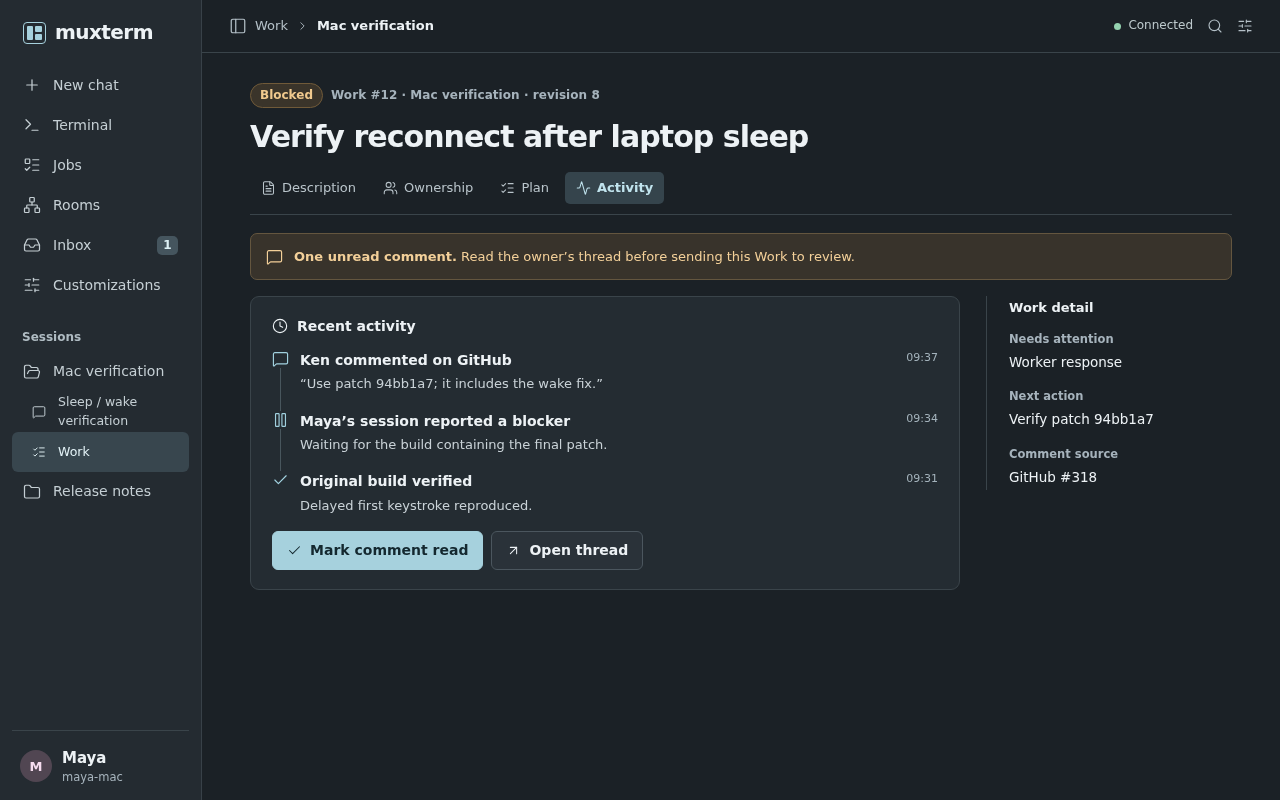 muxterm
New chat
Terminal
Jobs
Rooms
Inbox 1
Customizations
Sessions
Mac verification
Sleep / wake
verification
Work
Release notes
M
Maya
maya-mac
Work > Mac verification
Connected
Blocked Work #12 · Mac verification · revision 8
Verify reconnect after laptop sleep
Description Ownership Plan Activity
One unread comment. Read the owner’s thread before sending this Work to review.
Recent activity
Ken commented on GitHub 09:37
“Use patch 94bb1a7; it includes the wake fix.”
Maya’s session reported a blocker 09:34
Waiting for the build containing the final patch.
Original build verified 09:31
Delayed first keystroke reproduced.
Mark comment read Open thread
Work detail
Needs attention
Worker response
Next action
Verify patch 94bb1a7
Comment source
GitHub #318